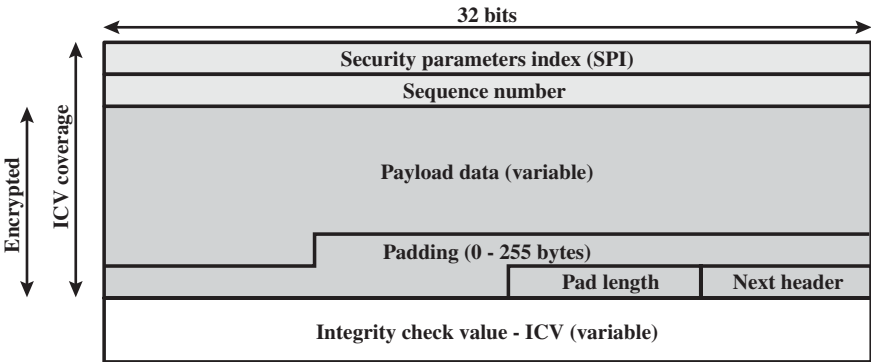 32 bits
Security parameters index (SPI)
Sequence number
Encrypted
ICV coverage
Payload data (variable)
Padding (0 - 255 bytes)
Pad length
Next header
Integrity check value - ICV (variable)